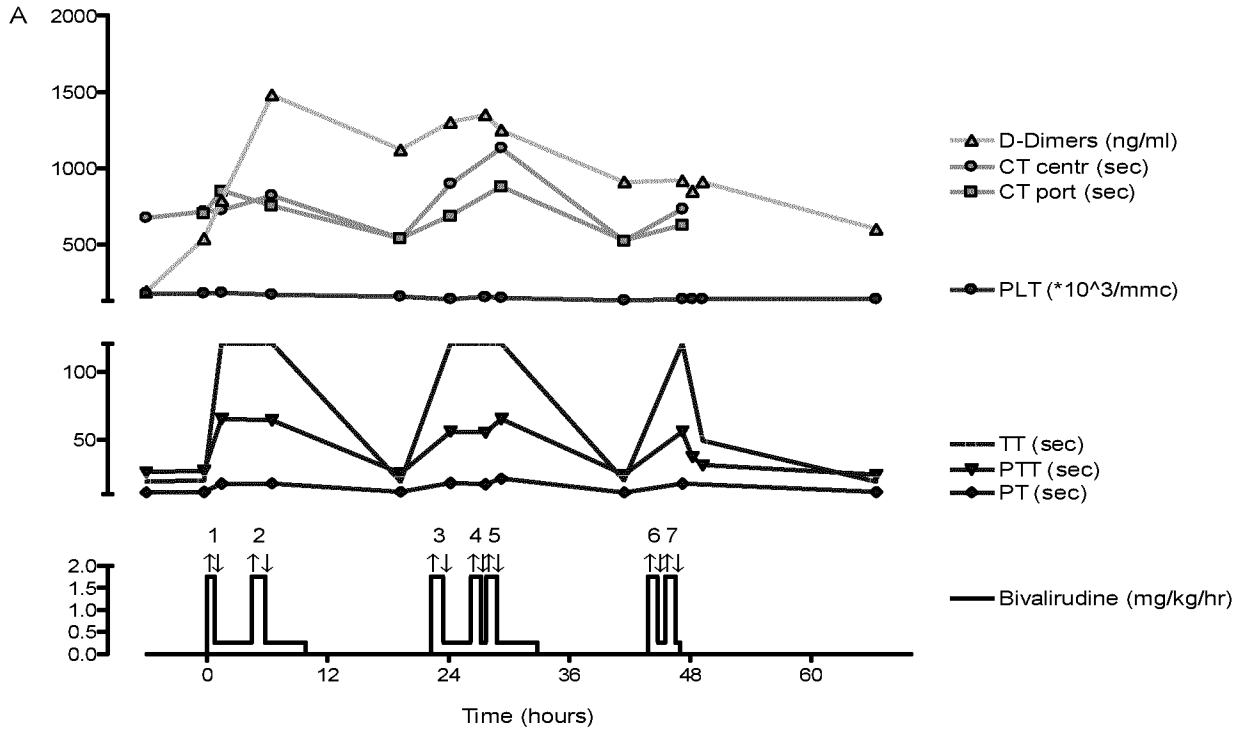 A
2000
1500
1000
500
D-Dimers (ng/ml)
CT centr (sec)
CT port (sec)
PLT (*10^3/mmc)
100
50
TT (sec)
PTT (sec)
PT (sec)
1 2 3 4 5 6 7
↑↓ ↑↓ ↑↓ ↑↓ ↑↓ ↑↓ ↑↓
2.0
1.5
1.0
0.5
0.0
Bivalirudine (mg/kg/hr)
0 12 24 36 48 60
Time (hours)